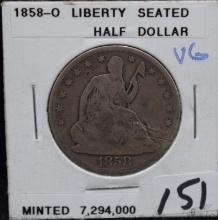 1858-O LIBERTY SEATED
HALF DOLLAR
VG
1858
MINTED 7,294,000
151